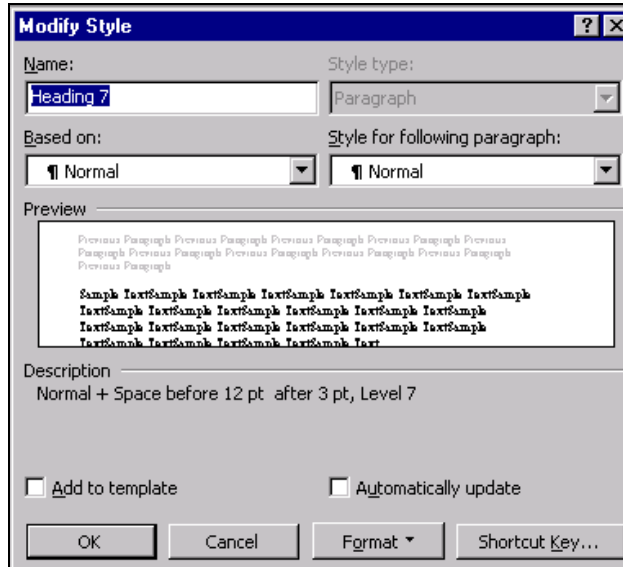 Modify Style
Name:
Style type:
Heading 7
Paragraph
Based on:
Style for following paragraph:
¶ Normal
¶ Normal
Preview
Previous Paragraph Previous Paragraph Previous Paragraph Previous Paragraph Previous
Paragraph Previous Paragraph Previous Paragraph Previous Paragraph Previous Paragraph
Previous Paragraph
Sample TextSample TextSample TextSample TextSample TextSample
TextSample TextSample TextSample TextSample TextSample
TextSample TextSample TextSample TextSample TextSample
TextSample TextSample TextSample Text
Description
Normal + Space before 12 pt after 3 pt, Level 7
Add to template
Automatically update
OK
Cancel
Format
Shortcut Key...